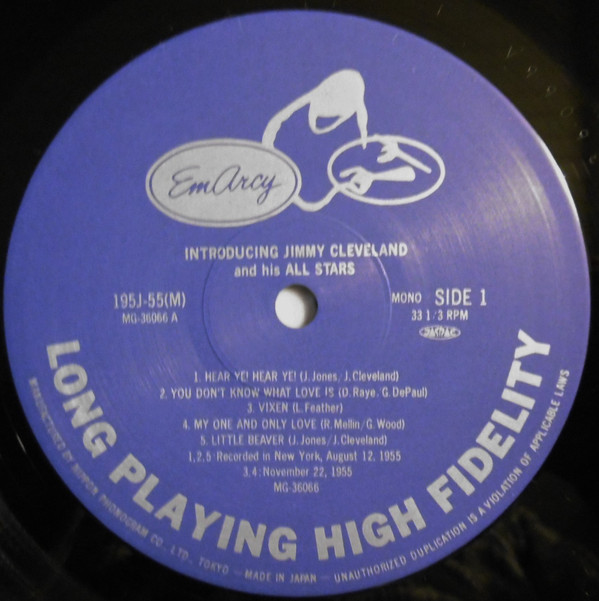 EmArcy
INTRODUCING JIMMY CLEVELAND
and his ALL STARS
195J-55(M)
MG-36066 A
MONO SIDE 1
33 1/3 RPM
1. HEAR YE! HEAR YE! (J. Jones/J. Cleveland)
2. YOU DON'T KNOW WHAT LOVE IS (D. Raye/G. DePaul)
3. VIXEN (L. Feather)
4. MY ONE AND ONLY LOVE (R. Mellin/G. Wood)
5. LITTLE BEAVER (J. Jones/J. Cleveland)
1, 2, 5: Recorded in New York, August 12, 1955
3, 4: November 22, 1955
MG-36066
LONG PLAYING HIGH FIDELITY
MANUFACTURED BY NIPPON PHONOGRAM CO., LTD., TOKYO — MADE IN JAPAN — UNAUTHORIZED DUPLICATION IS A VIOLATION OF APPLICABLE LAWS